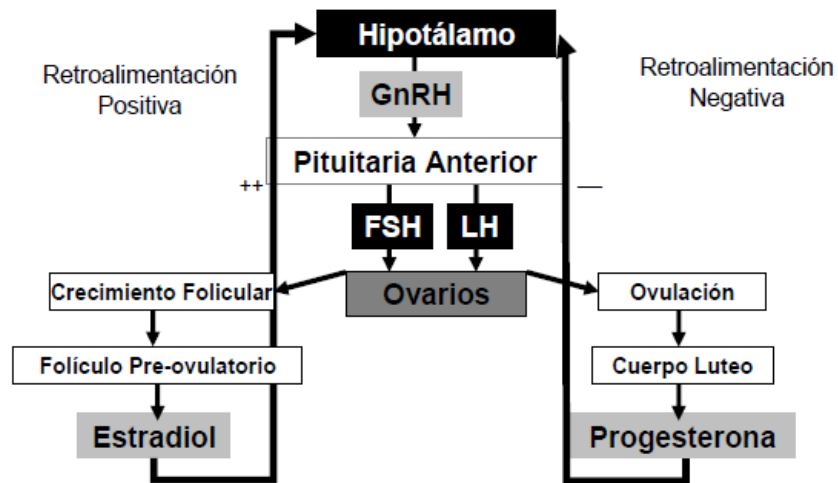 Hipotálamo
Retroalimentación
Positiva
Retroalimentación
Negativa
GnRH
Pituitaria Anterior
++
—
FSH
LH
Crecimiento Folicular
Ovarios
Ovulación
Folículo Pre-ovulatorio
Cuerpo Luteo
Estradiol
Progesterona